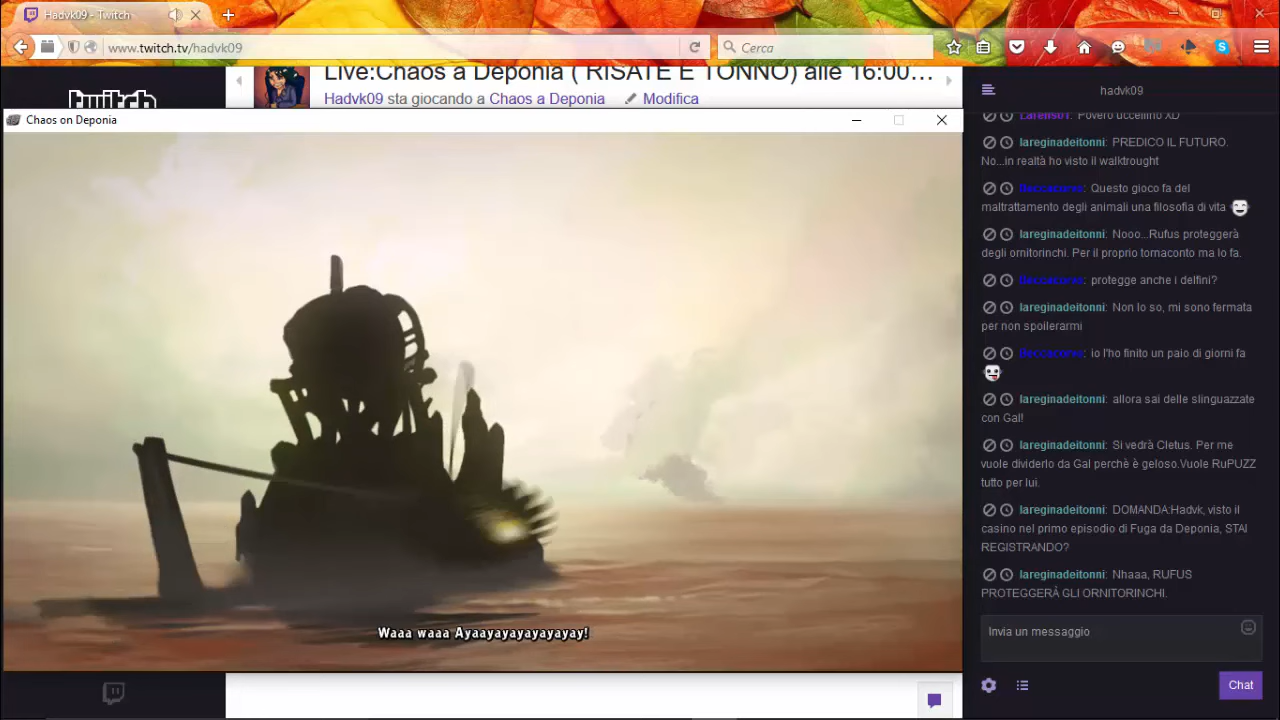 Hadvk09 - Twitch
www.twitch.tv/hadvk09
Cerca
twitch
Live:Chaos a Deponia ( RISATE E TONNO) alle 16:00...
Hadvk09 sta giocando a Chaos a Deponia
Modifica
Chaos on Deponia
Waaa waaa Ayaayayayayayayay!
hadvk09
Povero uccellino XD
lareginadeitonni: PREDICO IL FUTURO.
No...in realtà ho visto il walktrought
Questo gioco fa del
maltrattamento degli animali una filosofia di vita
lareginadeitonni: Nooo...Rufus proteggerà
degli ornitorinchi. Per il proprio tornaconto ma lo fa.
protegge anche i delfini?
lareginadeitonni: Non lo so, mi sono fermata
per non spoilerarmi
io l'ho finito un paio di giorni fa
lareginadeitonni: allora sai delle slinguazzate
con Gal!
lareginadeitonni: Si vedrà Cletus. Per me
vuole dividerlo da Gal perchè è geloso.Vuole RuPUZZ
tutto per lui.
lareginadeitonni: DOMANDA:Hadvk, visto il
casino nel primo episodio di Fuga da Deponia, STAI
REGISTRANDO?
lareginadeitonni: Nhaaa, RUFUS
PROTEGGERÀ GLI ORNITORINCHI.
Invia un messaggio
Chat